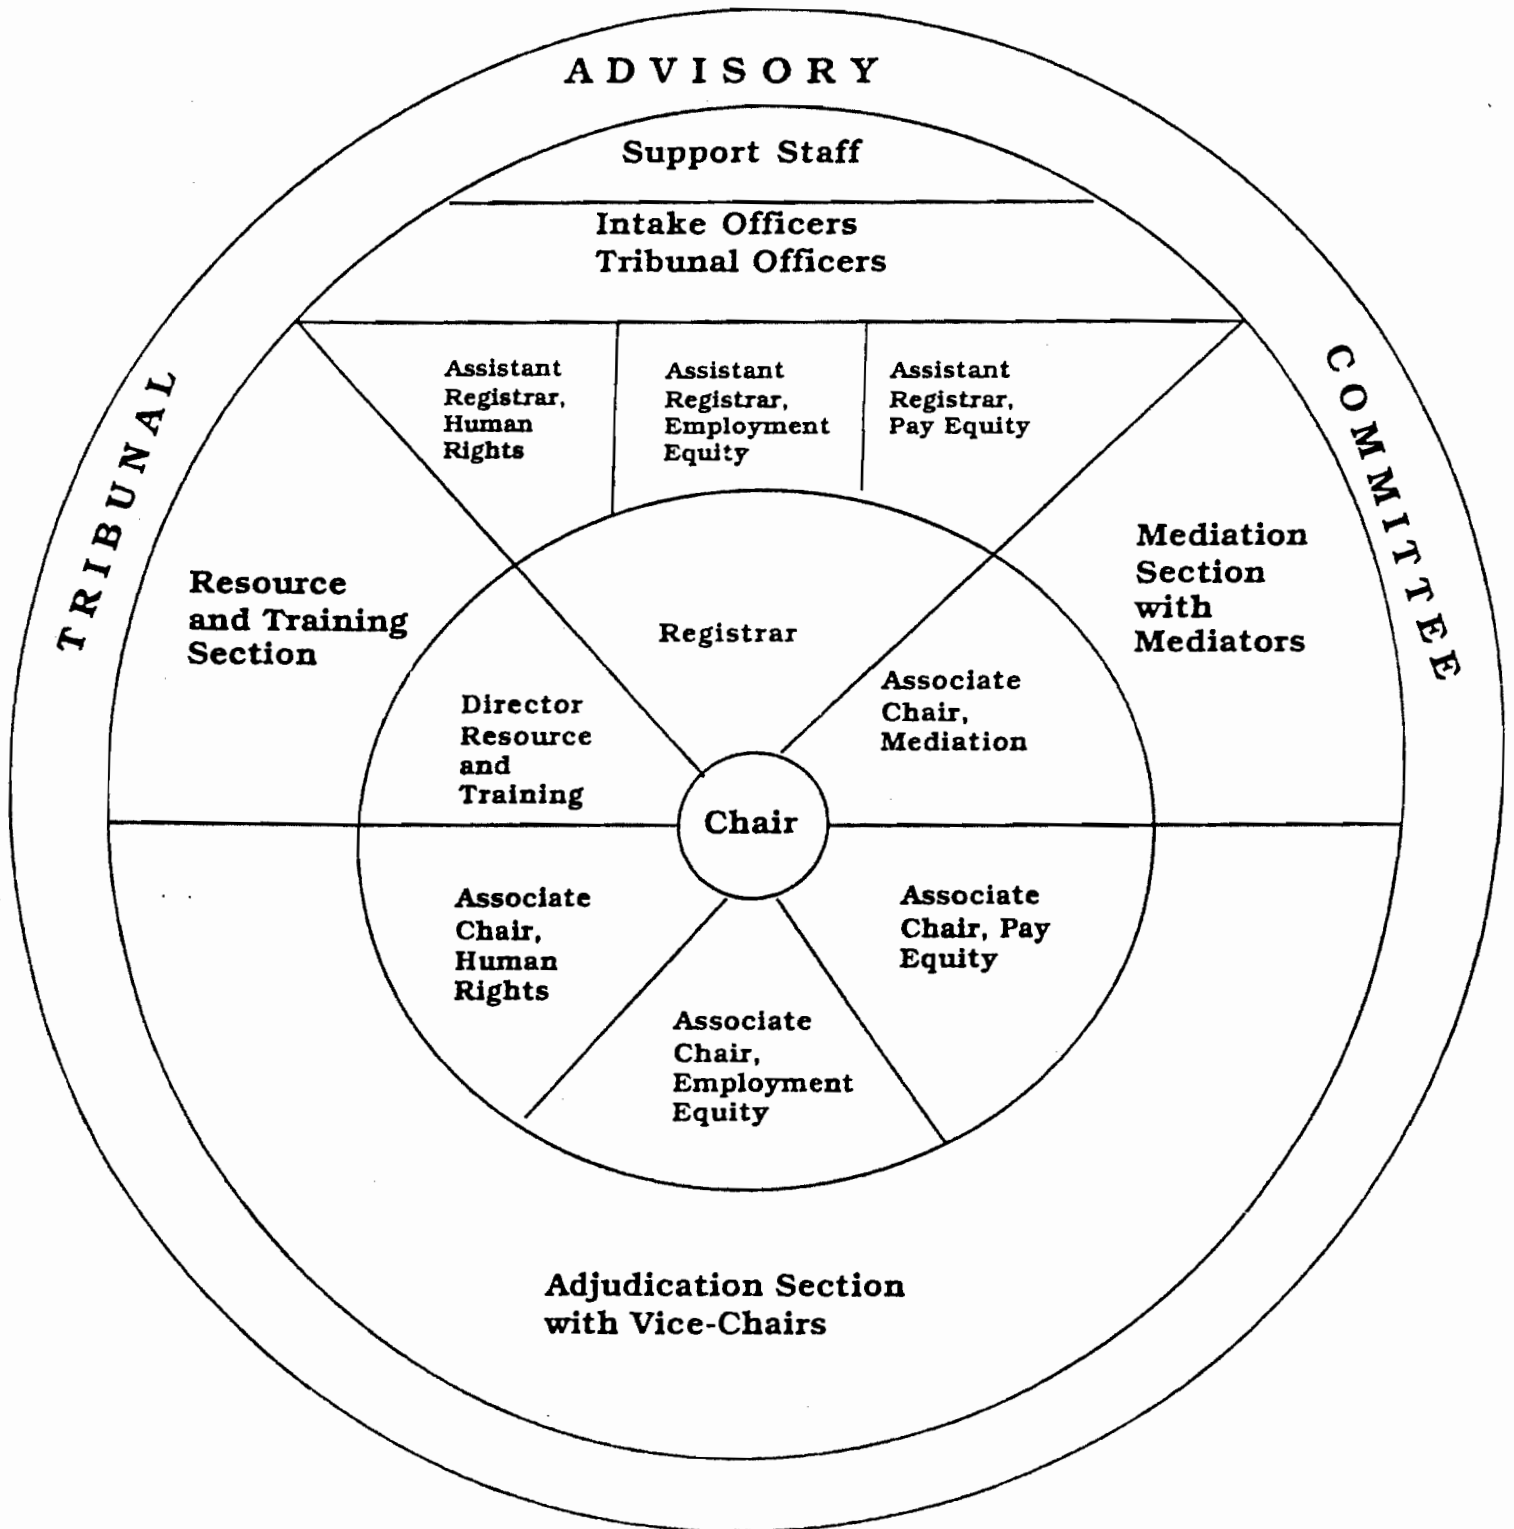 TRIBUNAL ADVISORY COMMITTEE
Support Staff
Intake Officers
Tribunal Officers
Assistant
Registrar,
Human
Rights
Assistant
Registrar,
Employment
Equity
Assistant
Registrar,
Pay Equity
Resource
and Training
Section
Registrar
Mediation
Section
with
Mediators
Director
Resource
and
Training
Associate
Chair,
Mediation
Chair
Associate
Chair,
Human
Rights
Associate
Chair,
Employment
Equity
Associate
Chair, Pay
Equity
Adjudication Section
with Vice-Chairs